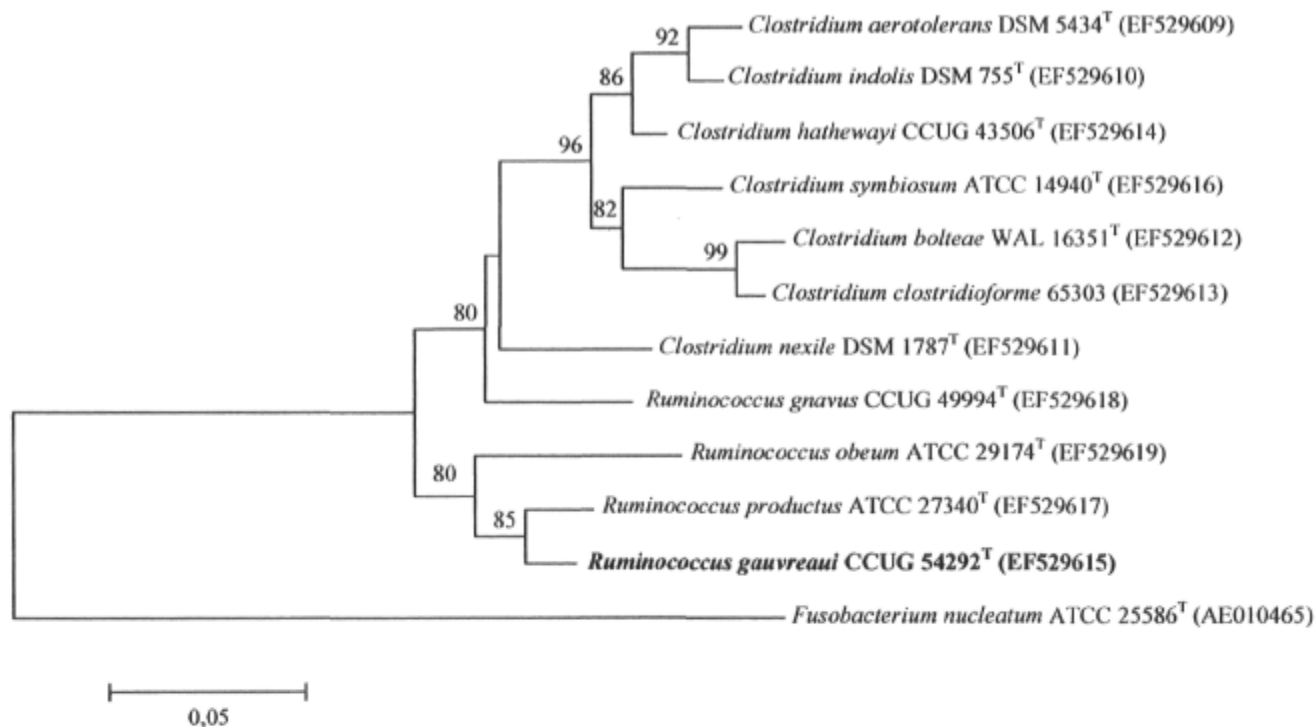 Clostridium aerotolerans DSM 5434ᵀ (EF529609)
92
Clostridium indolis DSM 755ᵀ (EF529610)
86
Clostridium hathewayi CCUG 43506ᵀ (EF529614)
96
Clostridium symbiosum ATCC 14940ᵀ (EF529616)
82
Clostridium bolteae WAL 16351ᵀ (EF529612)
99
Clostridium clostridioforme 65303 (EF529613)
80
Clostridium nexile DSM 1787ᵀ (EF529611)
Ruminococcus gnavus CCUG 49994ᵀ (EF529618)
Ruminococcus obeum ATCC 29174ᵀ (EF529619)
80
Ruminococcus productus ATCC 27340ᵀ (EF529617)
85
Ruminococcus gauvreaui CCUG 54292ᵀ (EF529615)
Fusobacterium nucleatum ATCC 25586ᵀ (AE010465)
0,05